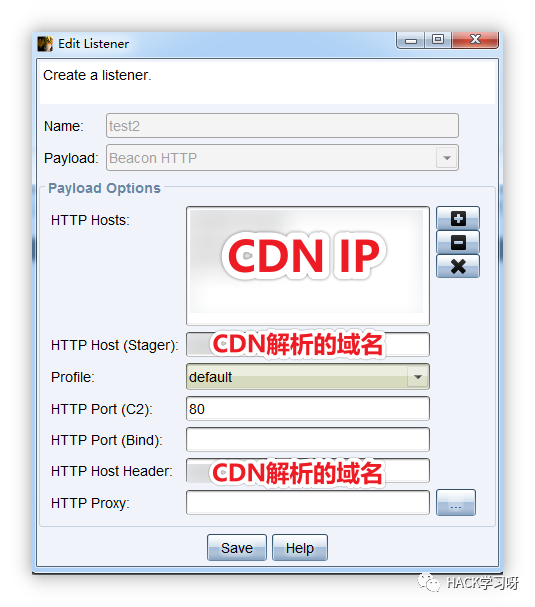 Edit Listener
Create a listener.
Name: test2
Payload: Beacon HTTP
Payload Options
HTTP Hosts: CDN IP
HTTP Host (Stager): CDN解析的域名
Profile: default
HTTP Port (C2): 80
HTTP Port (Bind):
HTTP Host Header: CDN解析的域名
HTTP Proxy: ...
Save Help
HACK学习呀